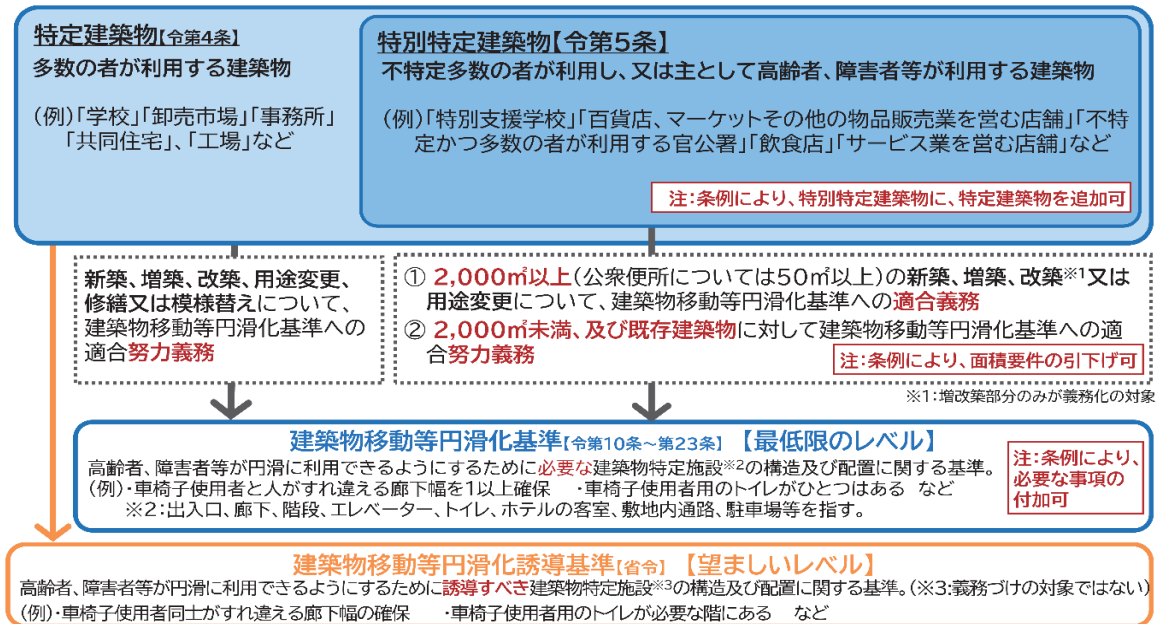 特定建築物【令第4条】
多数の者が利用する建築物
（例）「学校」「卸売市場」「事務所」
「共同住宅」、「工場」など
特別特定建築物【令第5条】
不特定多数の者が利用し、又は主として高齢者、障害者等が利用する建築物
（例）「特別支援学校」「百貨店、マーケットその他の物品販売業を営む店舗」「不特
定かつ多数の者が利用する官公署」「飲食店」「サービス業を営む店舗」など
注：条例により、特別特定建築物に、特定建築物を追加可
新築、増築、改築、用途変更、
修繕又は模様替えについて、
建築物移動等円滑化基準への
適合努力義務
① 2,000㎡以上（公衆便所については50㎡以上）の新築、増築、改築※1又は
用途変更について、建築物移動等円滑化基準への適合義務
② 2,000㎡未満、及び既存建築物に対して建築物移動等円滑化基準への適
合努力義務
注：条例により、面積要件の引下げ可
※1：増改築部分のみが義務化の対象
建築物移動等円滑化基準【令第10条～第23条】 【最低限のレベル】
高齢者、障害者等が円滑に利用できるようにするために必要な建築物特定施設※2の構造及び配置に関する基準。
（例）・車椅子使用者と人がすれ違える廊下幅を1以上確保 ・車椅子使用者用のトイレがひとつはある など
※2：出入口、廊下、階段、エレベーター、トイレ、ホテルの客室、敷地内通路、駐車場等を指す。
注：条例により、
必要な事項の
付加可
建築物移動等円滑化誘導基準【省令】 【望ましいレベル】
高齢者、障害者等が円滑に利用できるようにするために誘導すべき建築物特定施設※3の構造及び配置に関する基準。（※3：義務づけの対象ではない）
（例）・車椅子使用者同士がすれ違える廊下幅の確保 ・車椅子使用者用のトイレが必要な階にある など